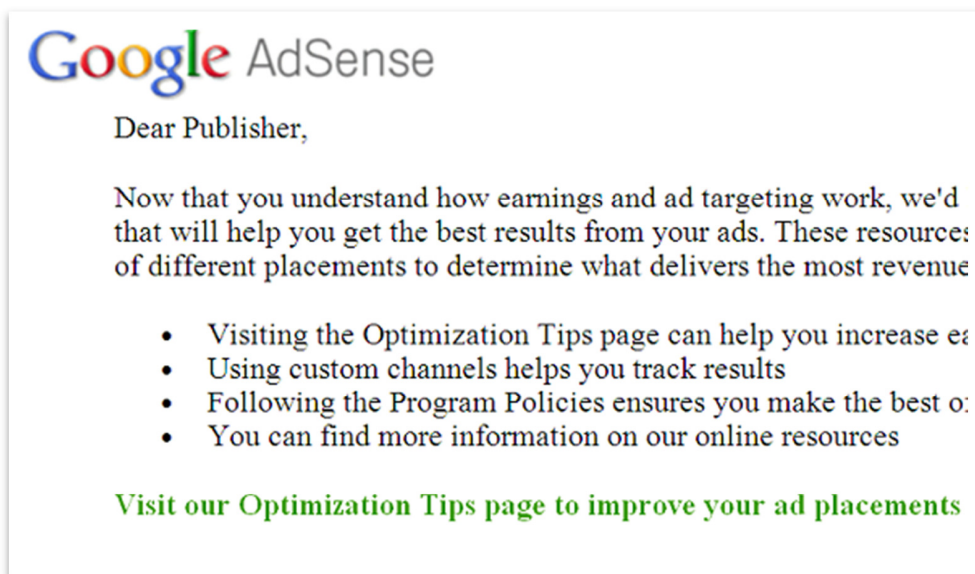 Google AdSense
Dear Publisher,
Now that you understand how earnings and ad targeting work, we'd
that will help you get the best results from your ads. These resources
of different placements to determine what delivers the most revenue
• Visiting the Optimization Tips page can help you increase
• Using custom channels helps you track results
• Following the Program Policies ensures you make the best
• You can find more information on our online resources
Visit our Optimization Tips page to improve your ad placements